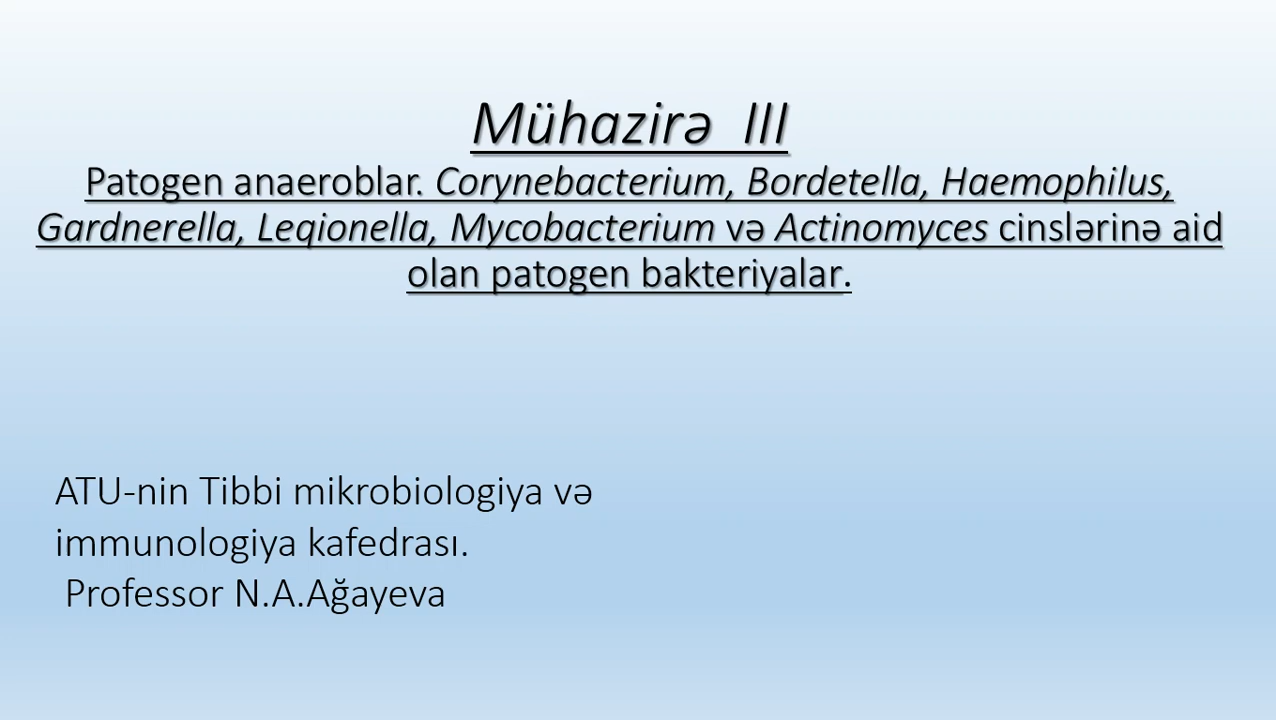 Mühazirə III
Patogen anaeroblar. Corynebacterium, Bordetella, Haemophilus,
Gardnerella, Leqionella, Mycobacterium və Actinomyces cinslərinə aid
olan patogen bakteriyalar.
ATU-nin Tibbi mikrobiologiya və
immunologiya kafedrası.
Professor N.A.Ağayeva